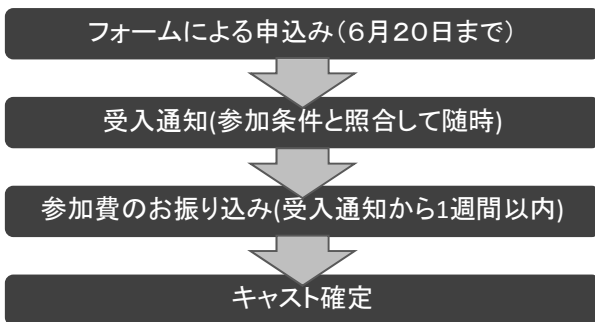 フォームによる申込み（６月２０日まで）
受入通知(参加条件と照合して随時)
参加費のお振り込み(受入通知から1週間以内)
キャスト確定